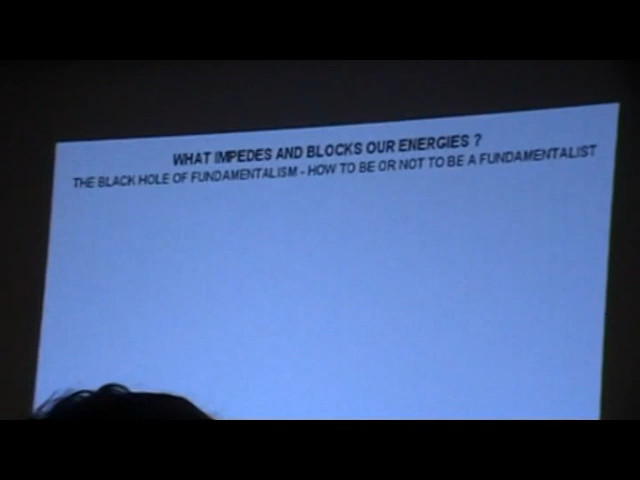 WHAT IMPEDES AND BLOCKS OUR ENERGIES ?
THE BLACK HOLE OF FUNDAMENTALISM - HOW TO BE OR NOT TO BE A FUNDAMENTALIST